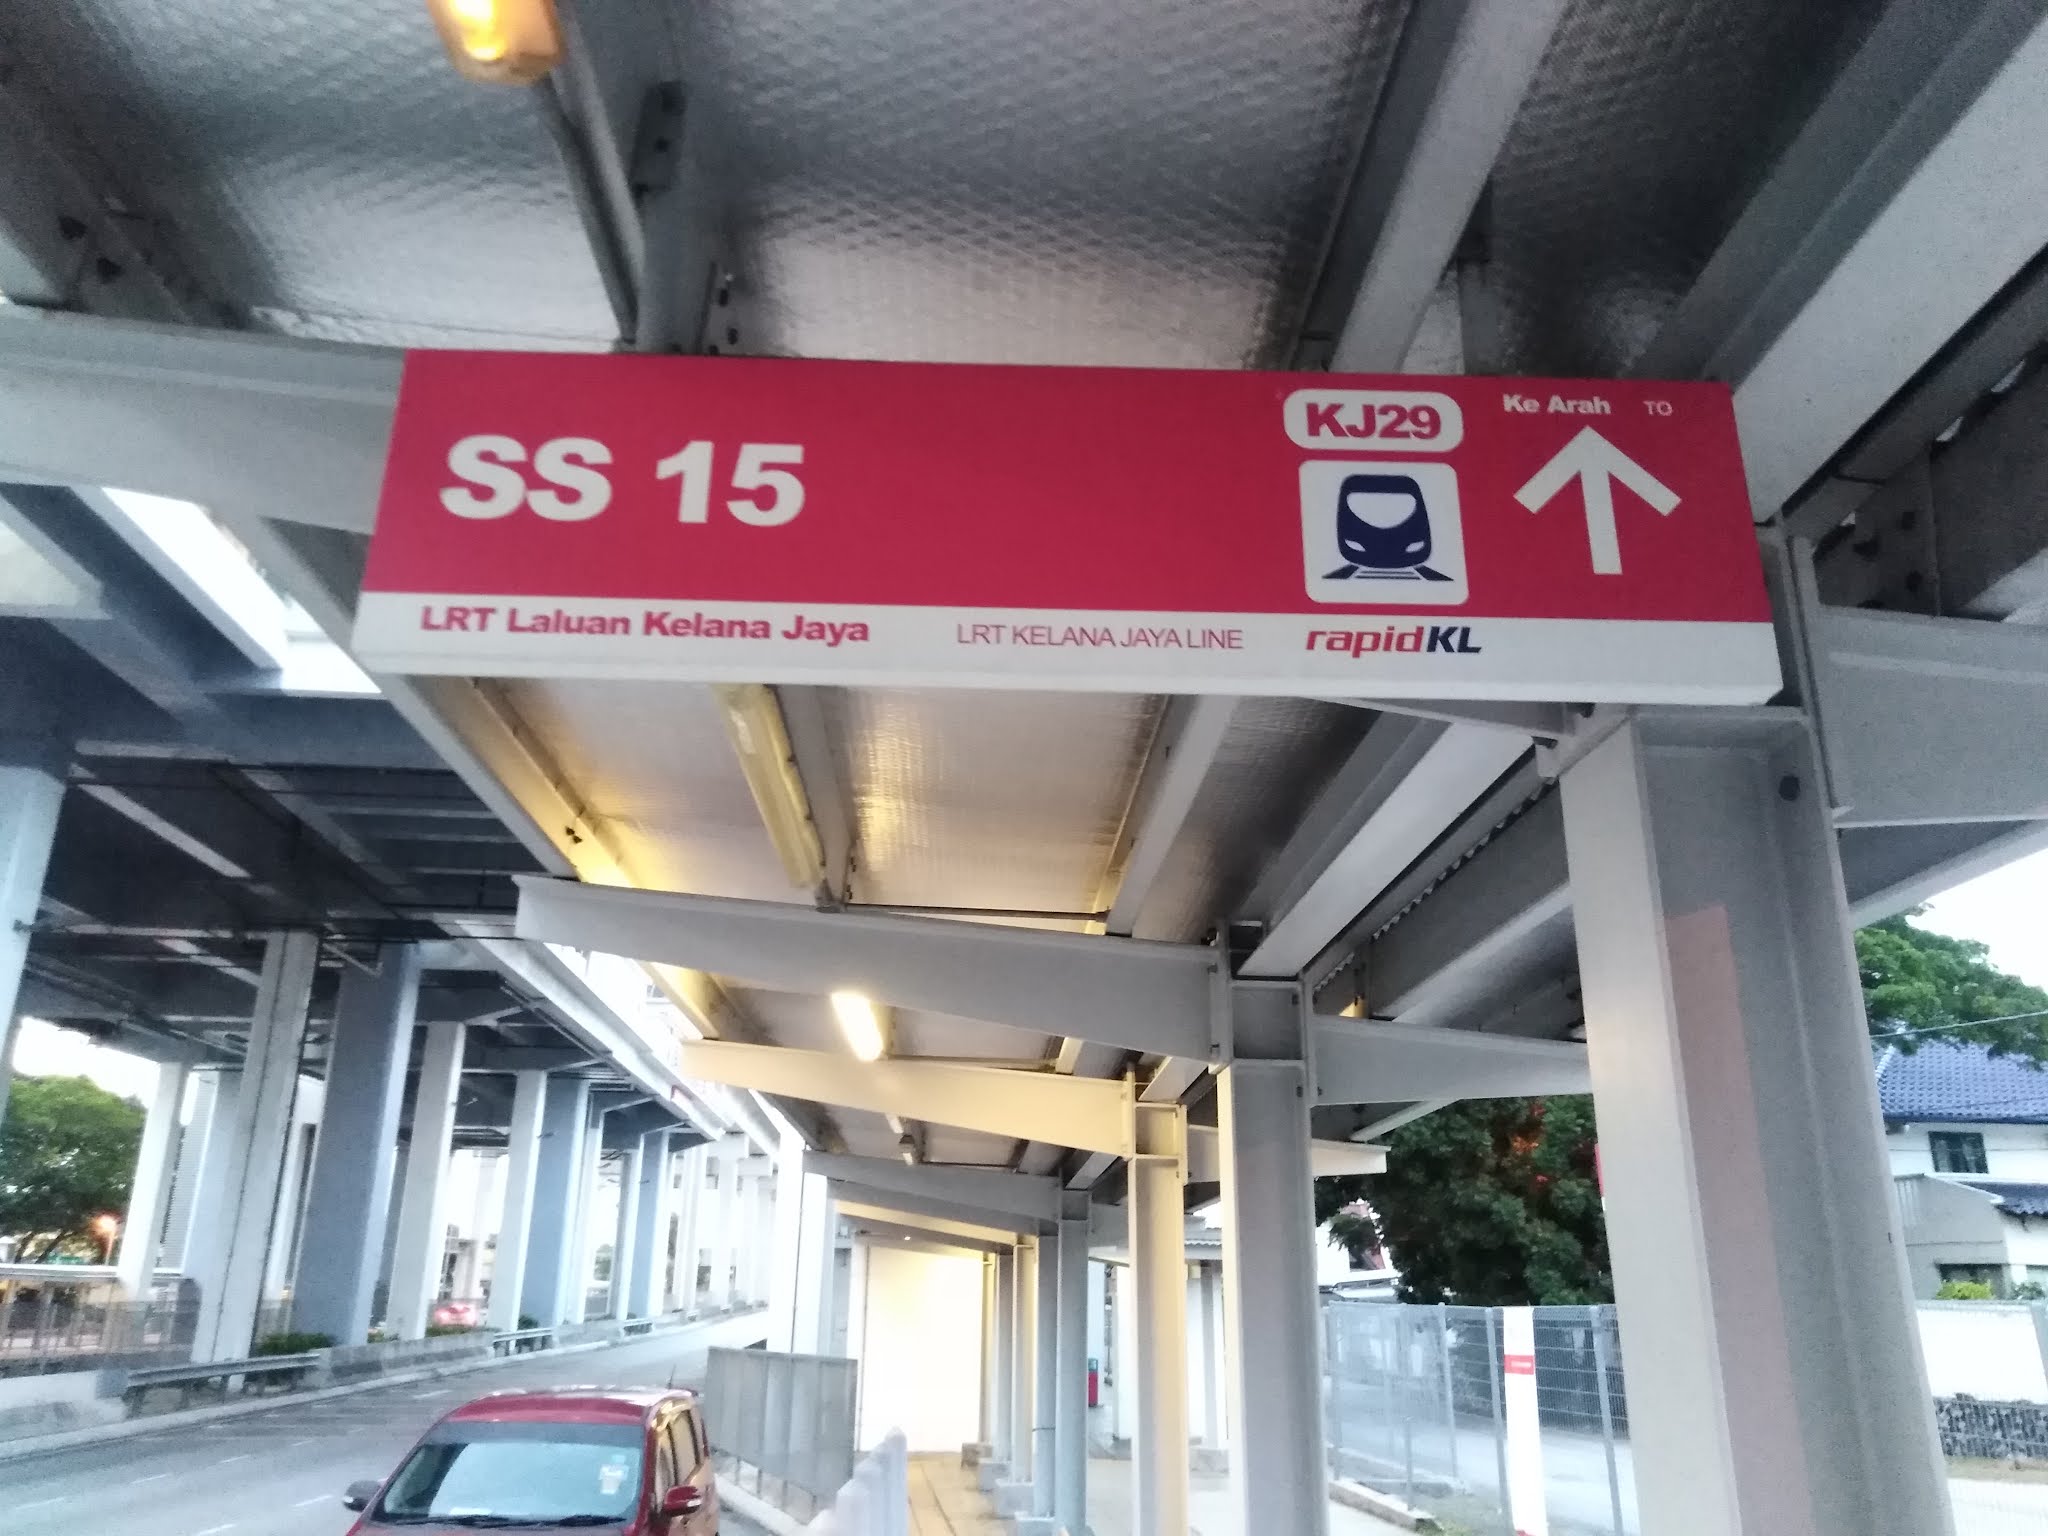 SS 15
KJ29
Ke Arah TO
LRT Laluan Kelana Jaya LRT KELANA JAYA LINE rapidKL